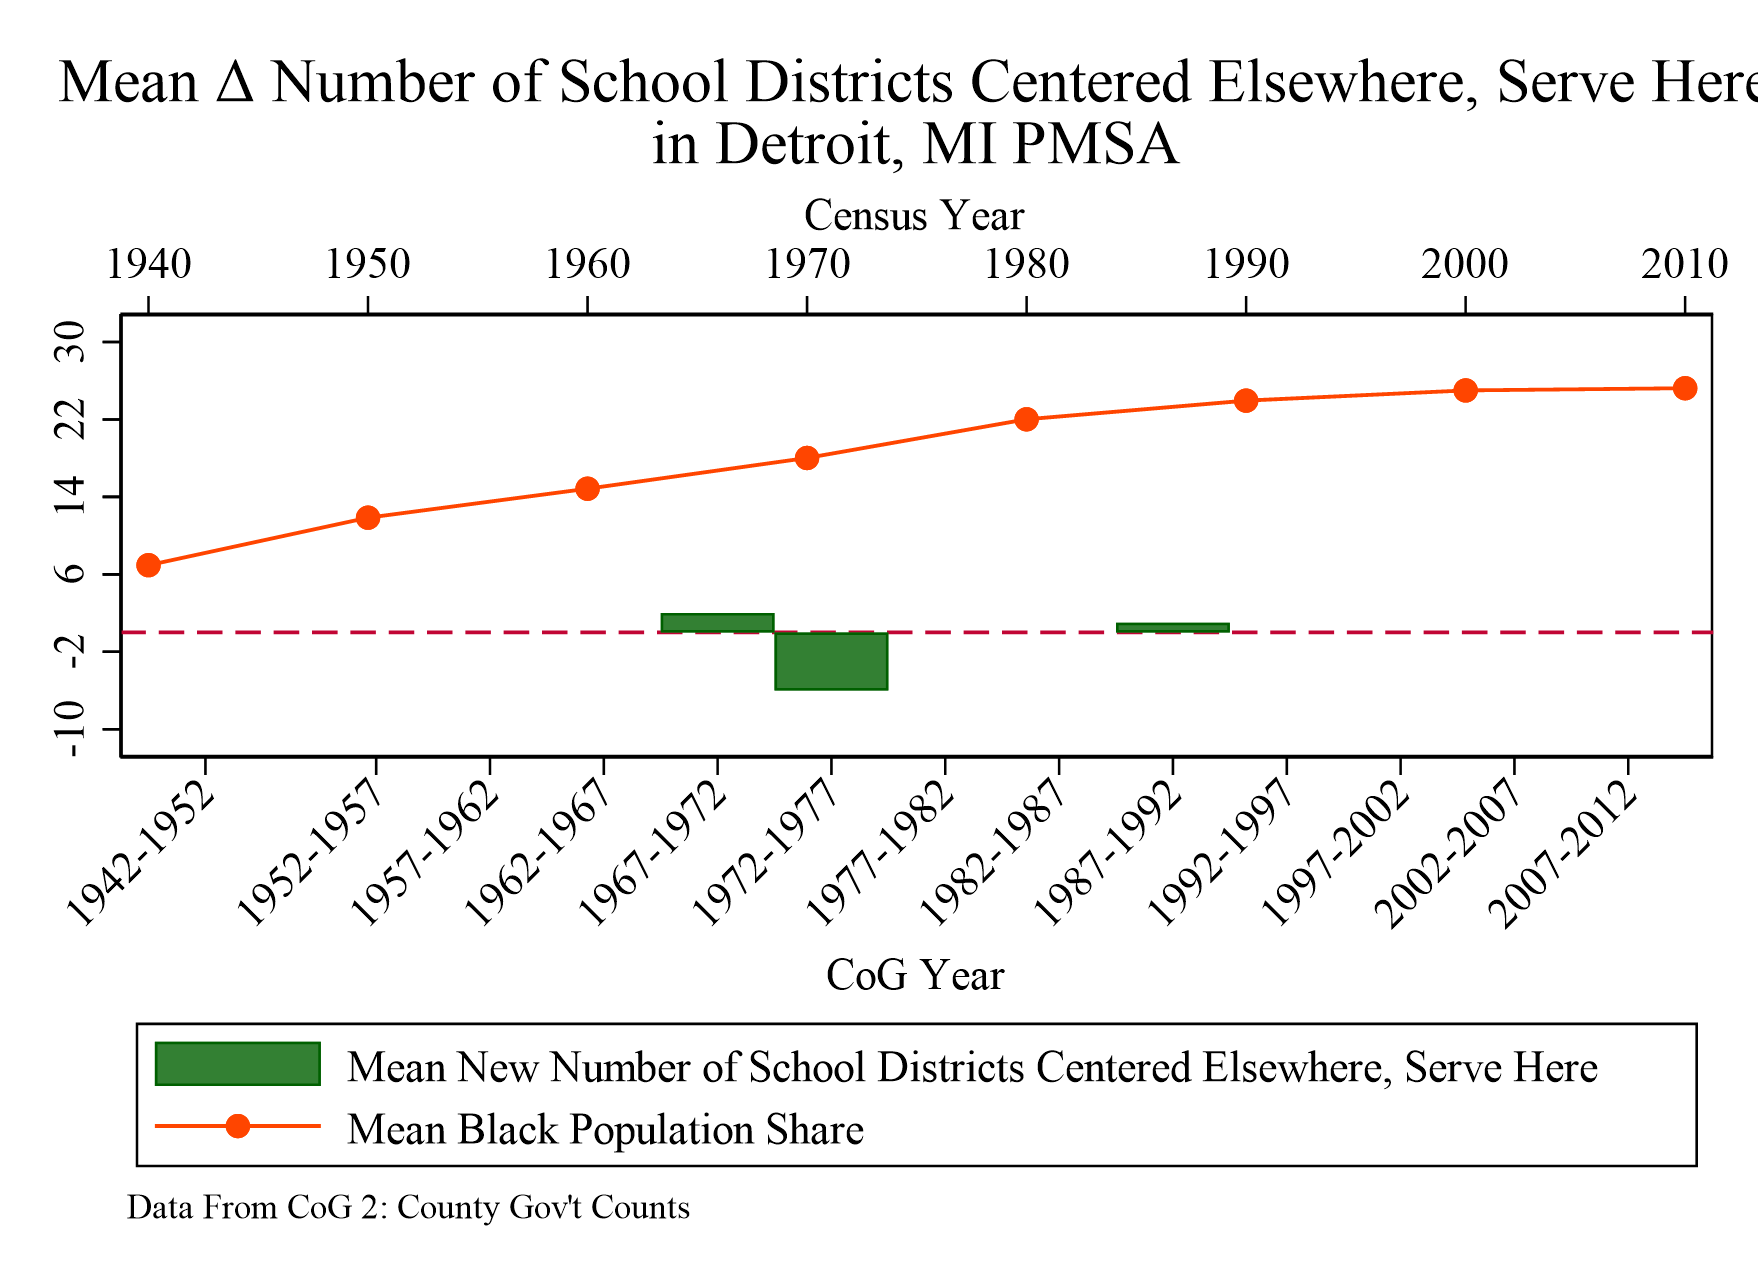 Mean Δ Number of School Districts Centered Elsewhere, Serve Here
in Detroit, MI PMSA
Census Year
1940 1950 1960 1970 1980 1990 2000 2010
30
22
14
6
-2
-10
1942-1952 1952-1957 1957-1962 1962-1967 1967-1972 1972-1977 1977-1982 1982-1987 1987-1992 1992-1997 1997-2002 2002-2007 2007-2012
CoG Year
Mean New Number of School Districts Centered Elsewhere, Serve Here
Mean Black Population Share
Data From CoG 2: County Gov't Counts